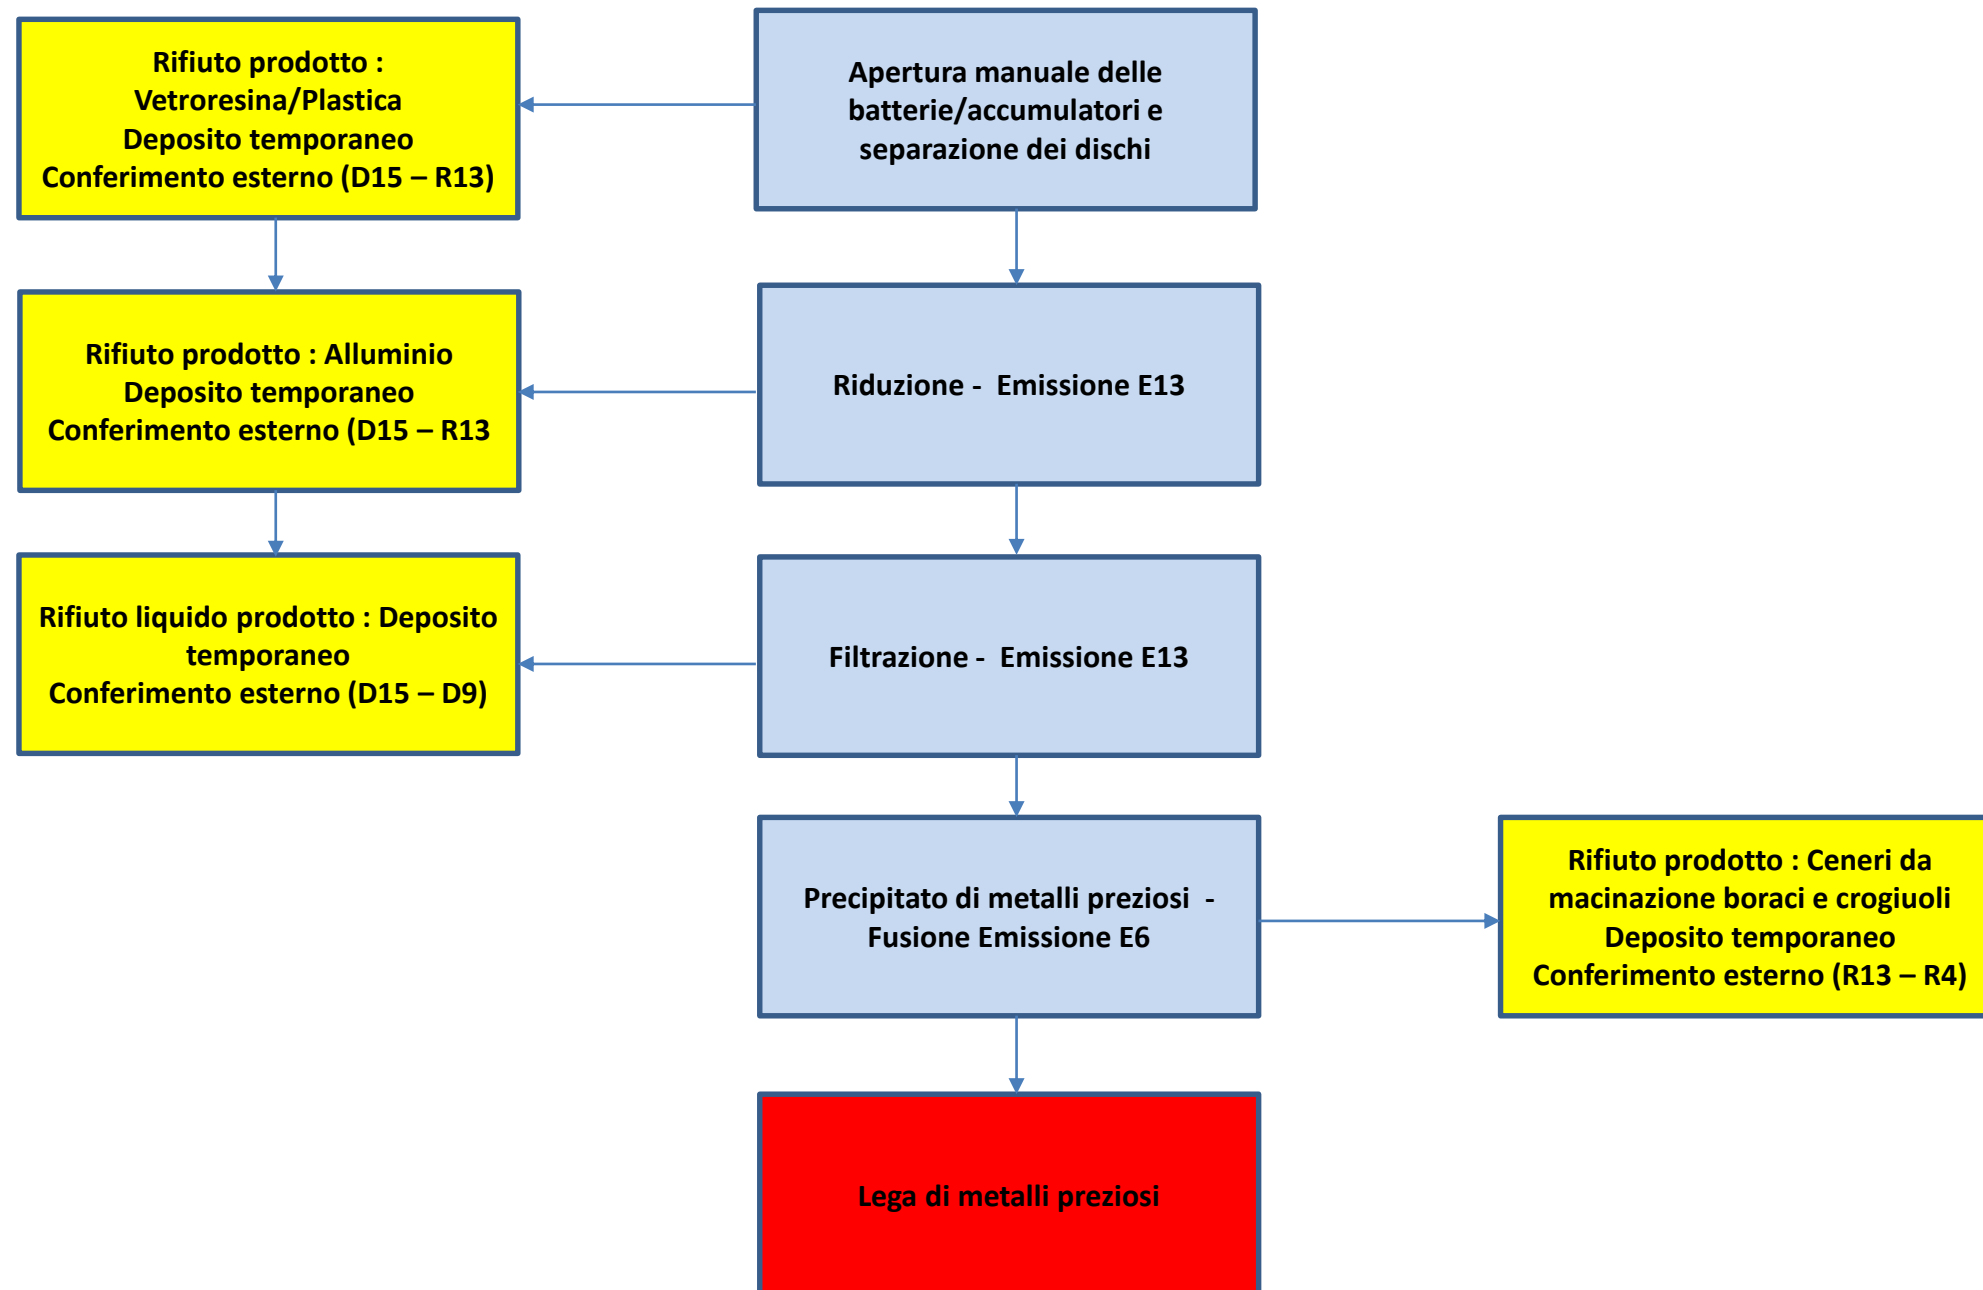 Rifiuto prodotto :
Vetroresina/Plastica
Deposito temporaneo
Conferimento esterno (D15 – R13)
Apertura manuale delle
batterie/accumulatori e
separazione dei dischi
Rifiuto prodotto : Alluminio
Deposito temporaneo
Conferimento esterno (D15 – R13
Riduzione - Emissione E13
Rifiuto liquido prodotto : Deposito
temporaneo
Conferimento esterno (D15 – D9)
Filtrazione - Emissione E13
Precipitato di metalli preziosi -
Fusione Emissione E6
Rifiuto prodotto : Ceneri da
macinazione boraci e crogiuoli
Deposito temporaneo
Conferimento esterno (R13 – R4)
Lega di metalli preziosi